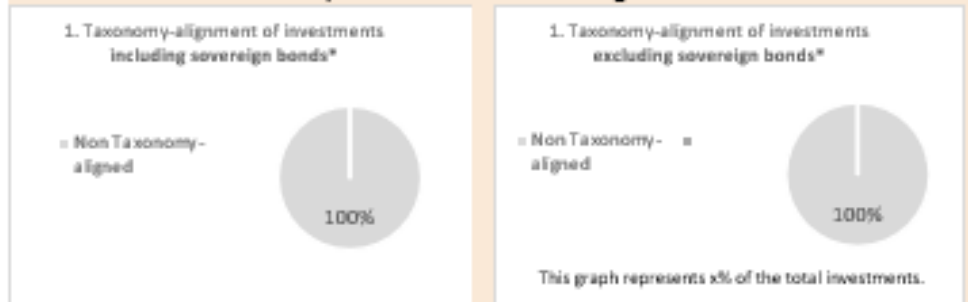 1. Taxonomy-alignment of investments
including sovereign bonds*
Non Taxonomy-
aligned
100%
1. Taxonomy-alignment of investments
excluding sovereign bonds*
Non Taxonomy-
aligned
100%
This graph represents x% of the total investments.